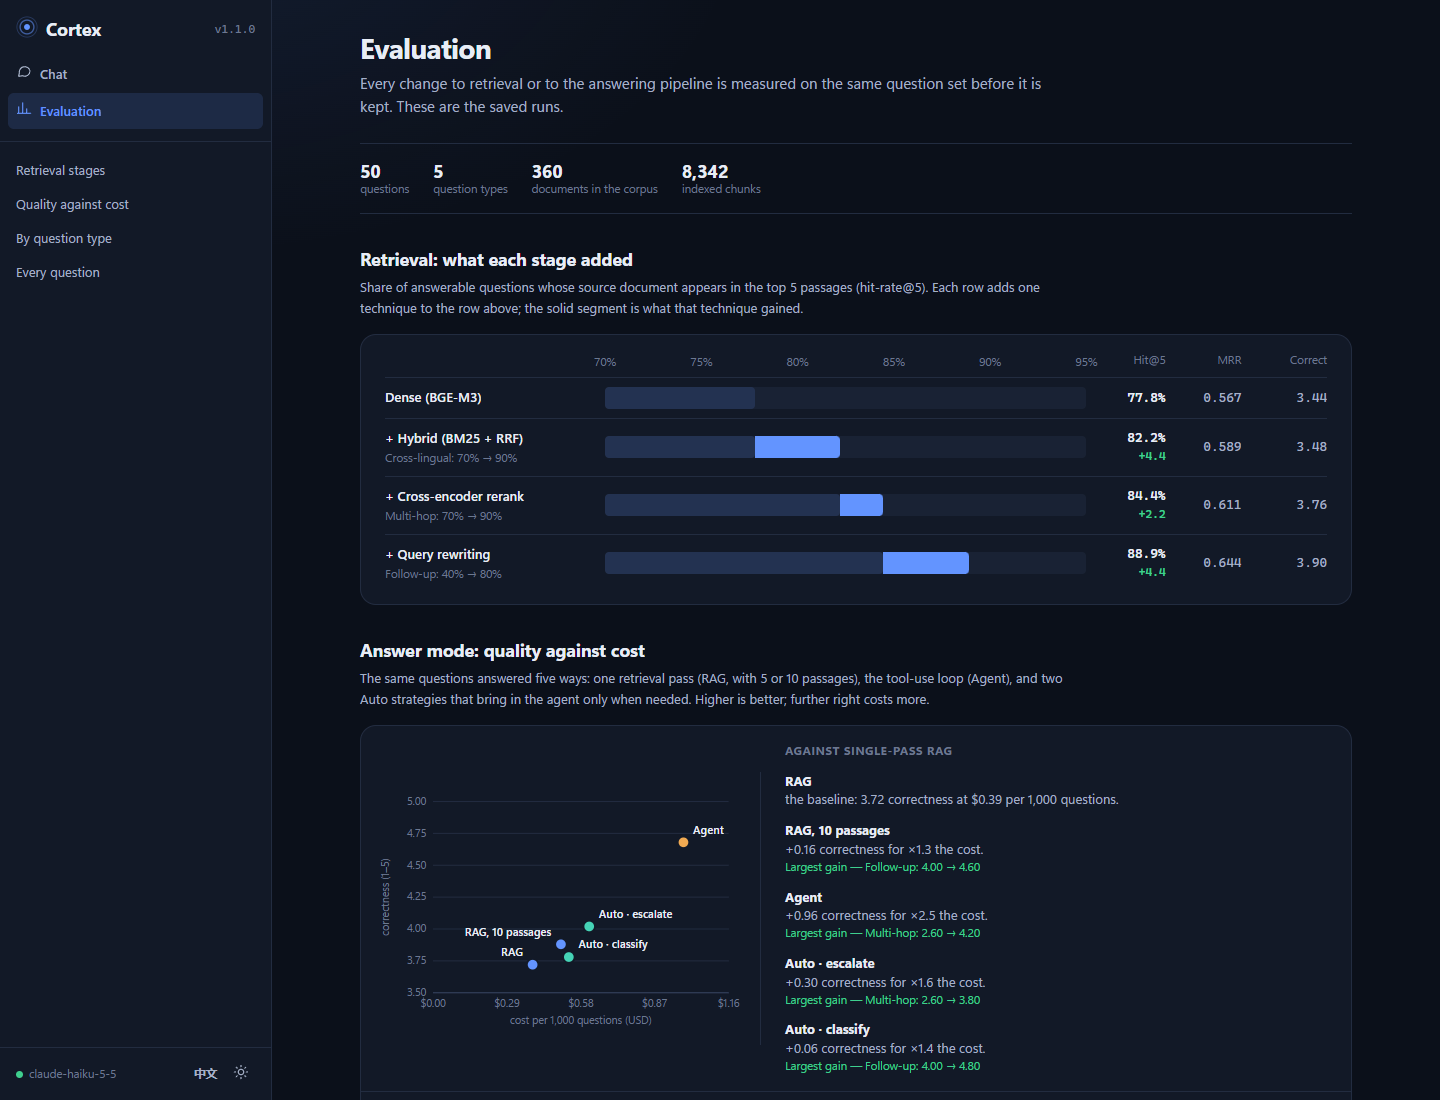 Cortex
v1.1.0
Chat
Evaluation
Retrieval stages
Quality against cost
By question type
Every question
claude-haiku-5-5
中文
Evaluation
Every change to retrieval or to the answering pipeline is measured on the same question set before it is
kept. These are the saved runs.
50
questions
5
question types
360
documents in the corpus
8,342
indexed chunks
Retrieval: what each stage added
Share of answerable questions whose source document appears in the top 5 passages (hit-rate@5). Each row adds one
technique to the row above; the solid segment is what that technique gained.
70% 75% 80% 85% 90% 95% Hit@5 MRR Correct
Dense (BGE-M3) 77.8% 0.567 3.44
+ Hybrid (BM25 + RRF) 82.2% 0.589 3.48
Cross-lingual: 70% → 90% +4.4
+ Cross-encoder rerank 84.4% 0.611 3.76
Multi-hop: 70% → 90% +2.2
+ Query rewriting 88.9% 0.644 3.90
Follow-up: 40% → 80% +4.4
Answer mode: quality against cost
The same questions answered five ways: one retrieval pass (RAG, with 5 or 10 passages), the tool-use loop (Agent), and two
Auto strategies that bring in the agent only when needed. Higher is better; further right costs more.
correctness (1–5)
5.00
4.75
4.50
4.25
4.00
3.75
3.50
Agent
Auto · escalate
RAG, 10 passages
Auto · classify
RAG
$0.00 $0.29 $0.58 $0.87 $1.16
cost per 1,000 questions (USD)
AGAINST SINGLE-PASS RAG
RAG
the baseline: 3.72 correctness at $0.39 per 1,000 questions.
RAG, 10 passages
+0.16 correctness for ×1.3 the cost.
Largest gain — Follow-up: 4.00 → 4.60
Agent
+0.96 correctness for ×2.5 the cost.
Largest gain — Multi-hop: 2.60 → 4.20
Auto · escalate
+0.30 correctness for ×1.6 the cost.
Largest gain — Multi-hop: 2.60 → 3.80
Auto · classify
+0.06 correctness for ×1.4 the cost.
Largest gain — Follow-up: 4.00 → 4.80